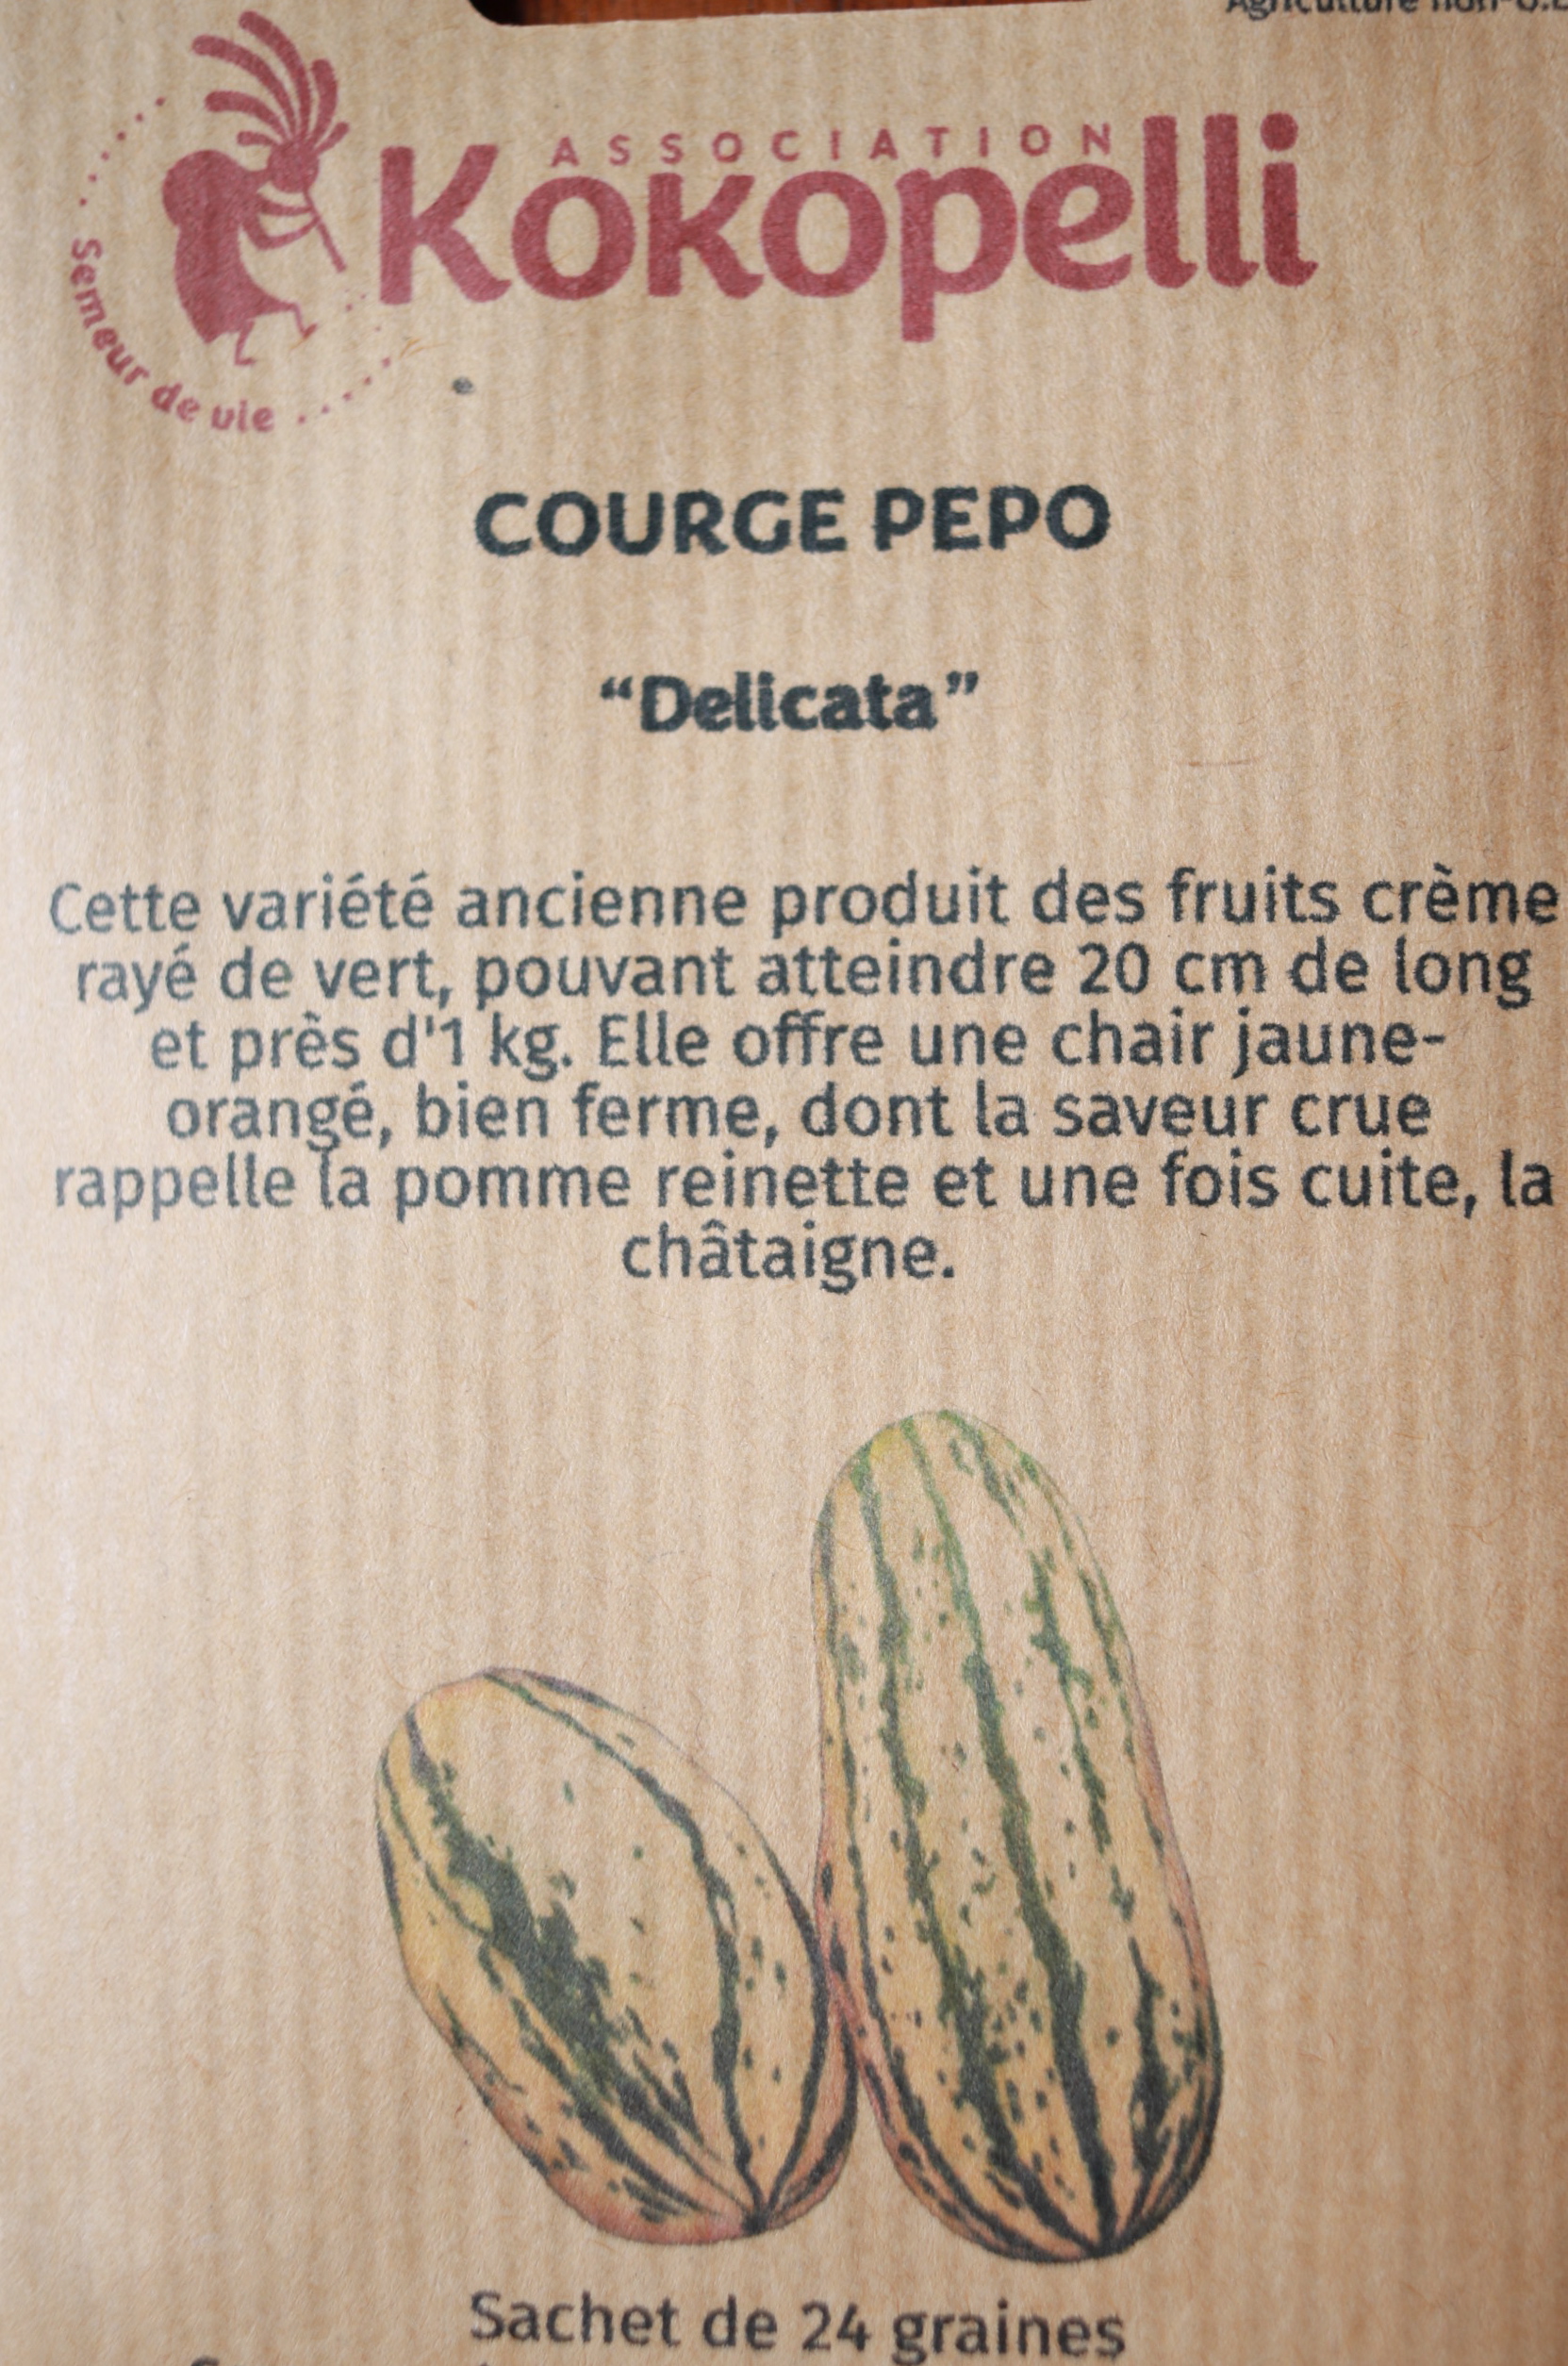 Agriculture non-U.E
ASSOCIATION
Kokopelli
Semeur de vie
COURGE PEPO
“Delicata”
Cette variété ancienne produit des fruits crème
rayé de vert, pouvant atteindre 20 cm de long
et près d'1 kg. Elle offre une chair jaune-
orangé, bien ferme, dont la saveur crue
rappelle la pomme reinette et une fois cuite, la
châtaigne.
Sachet de 24 graines